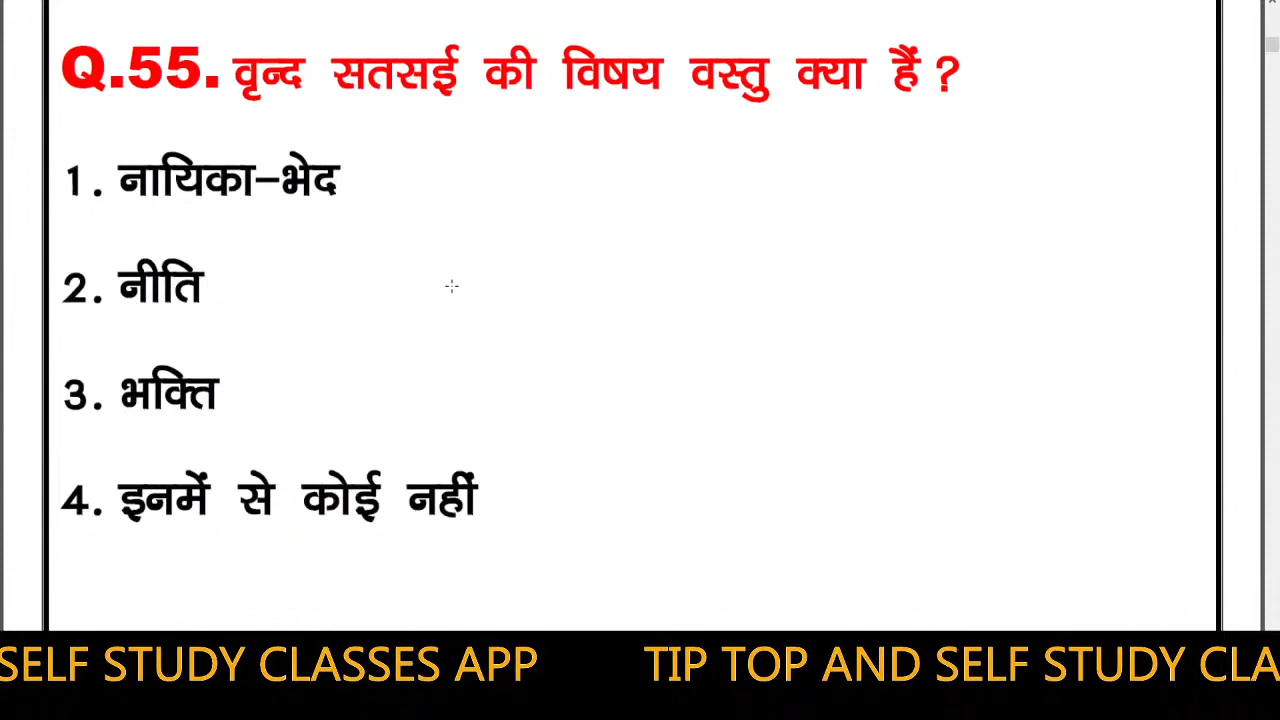 Q.55. वृन्द सतसई की विषय वस्तु क्या हैं ?
1. नायिका-भेद
2. नीति
3. भक्ति
4. इनमें से कोई नहीं
SELF STUDY CLASSES APP TIP TOP AND SELF STUDY CLA